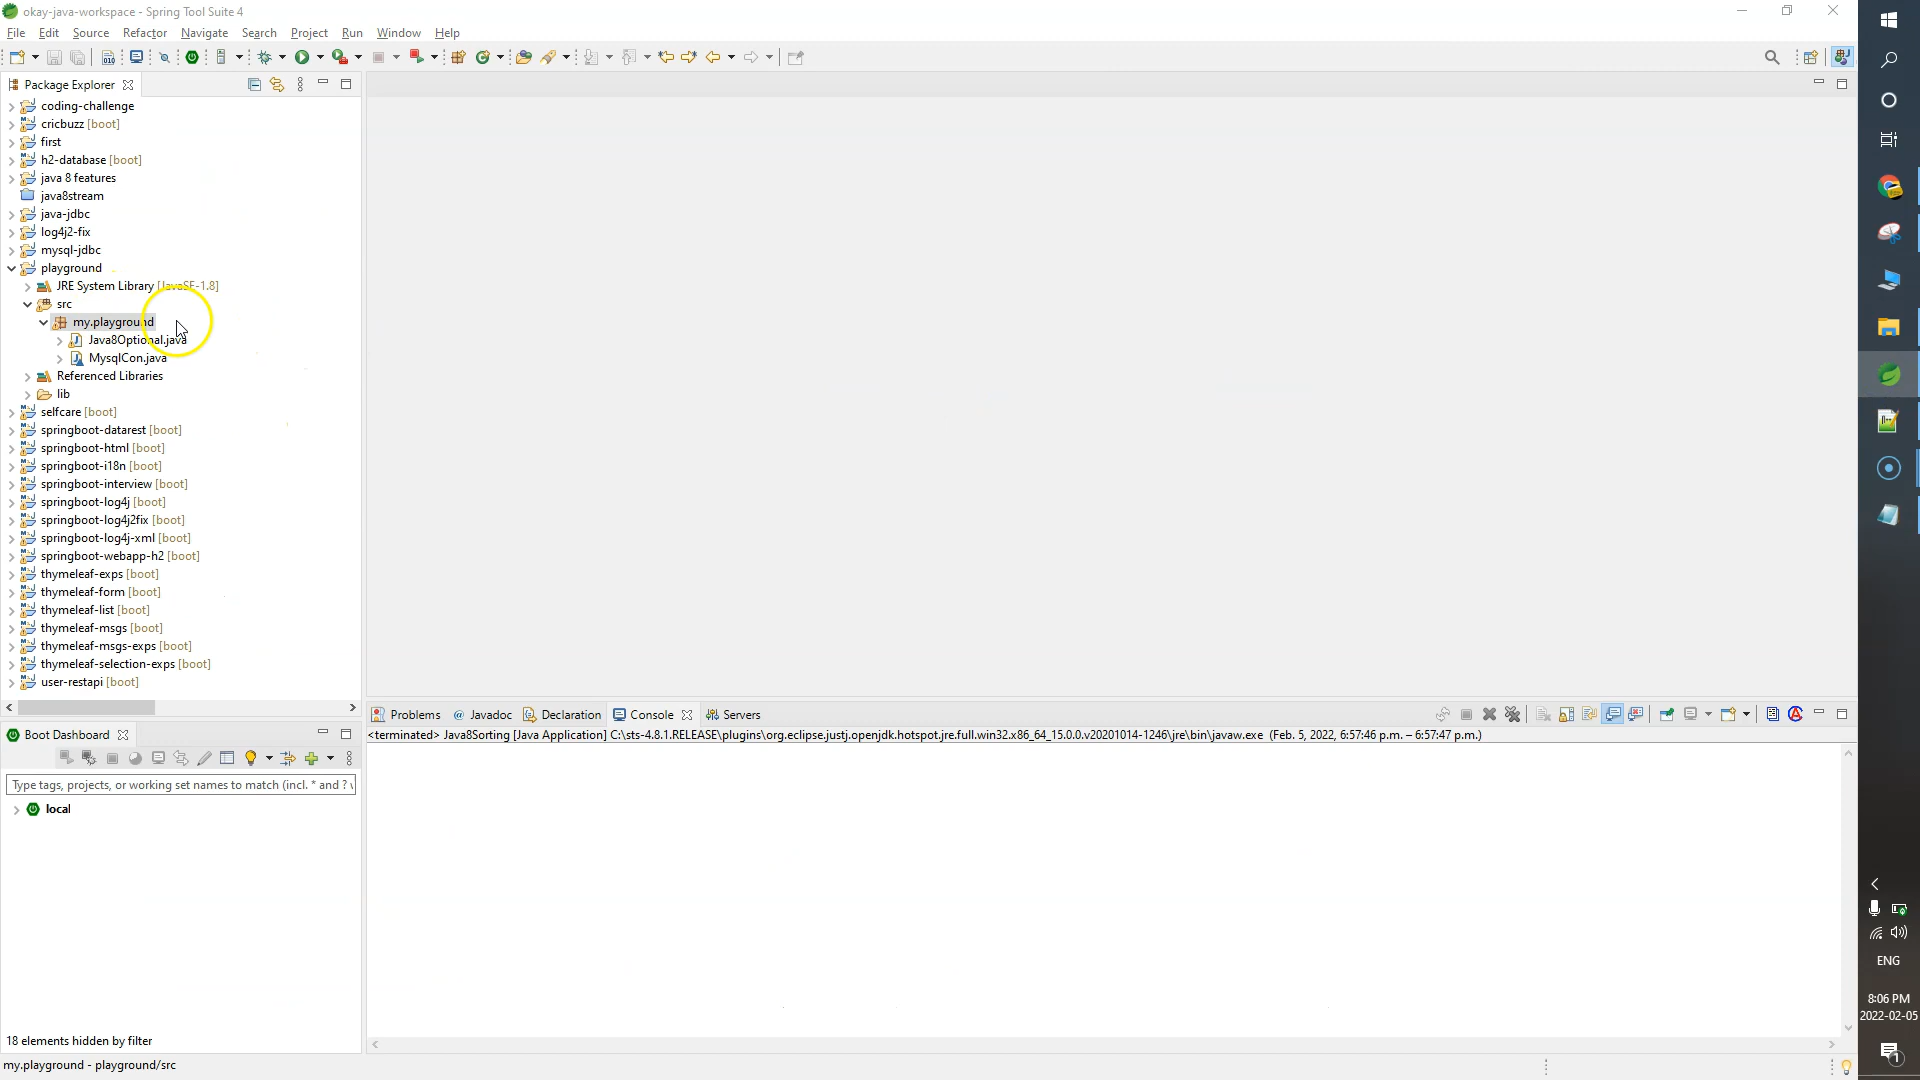 okay-java-workspace - Spring Tool Suite 4
File Edit Source Refactor Navigate Search Project Run Window Help
Package Explorer
coding-challenge
cricbuzz [boot]
first
h2-database [boot]
java 8 features
java8stream
java-jdbc
log4j2-fix
mysql-jdbc
playground
JRE System Library [JavaSE-1.8]
src
my.playground
Java8Optional.java
MysqlCon.java
Referenced Libraries
lib
selfcare [boot]
springboot-datarest [boot]
springboot-html [boot]
springboot-i18n [boot]
springboot-interview [boot]
springboot-log4j [boot]
springboot-log4j2fix [boot]
springboot-log4j-xml [boot]
springboot-webapp-h2 [boot]
thymeleaf-exps [boot]
thymeleaf-form [boot]
thymeleaf-list [boot]
thymeleaf-msgs [boot]
thymeleaf-msgs-exps [boot]
thymeleaf-selection-exps [boot]
user-restapi [boot]
Boot Dashboard
Type tags, projects, or working set names to match (incl. * and ? w
local
18 elements hidden by filter
my.playground - playground/src
Problems Javadoc Declaration Console Servers
<terminated> Java8Sorting [Java Application] C:\sts-4.8.1.RELEASE\plugins\org.eclipse.justj.openjdk.hotspot.jre.full.win32.x86_64_15.0.0.v20201014-1246\jre\bin\javaw.exe (Feb. 5, 2022, 6:57:46 p.m. – 6:57:47 p.m.)
ENG
8:06 PM
2022-02-05
1